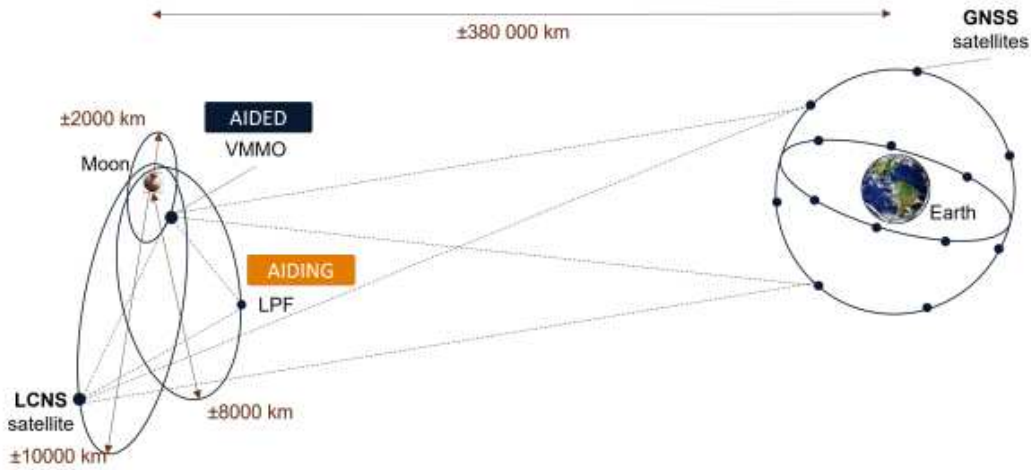 ±380 000 km
GNSS
satellites
±2000 km
AIDED
VMMO
Moon
Earth
AIDING
LPF
LCNS
satellite
±8000 km
±10000 km